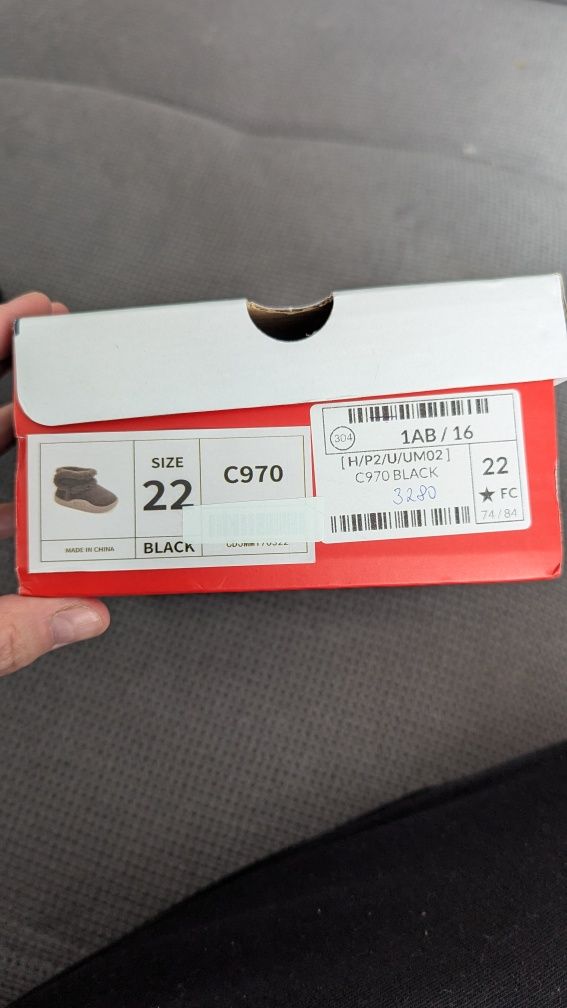 SIZE
22
C970
MADE IN CHINA
BLACK
304
1AB / 16
[H/P2/U/UM02]
C970 BLACK
3280
22
★ FC
74 / 84